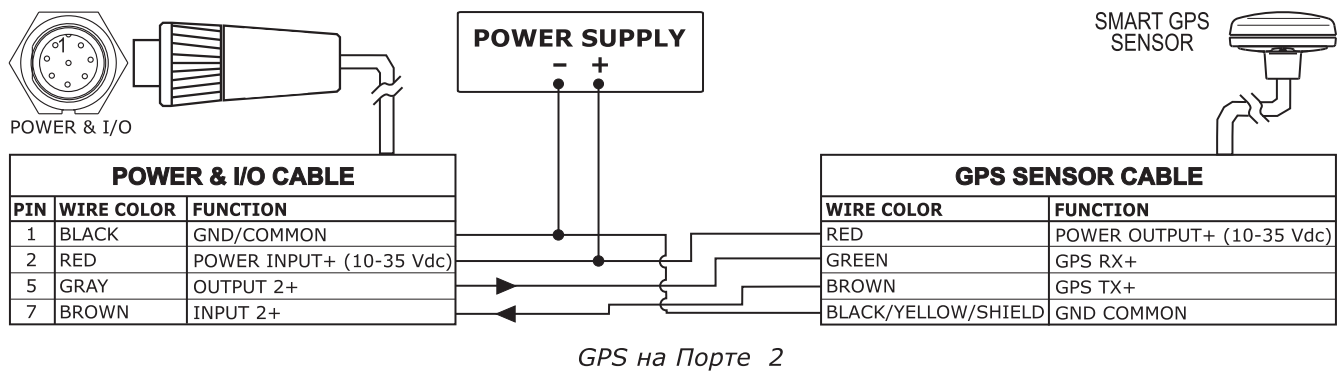 SMART GPS
SENSOR
POWER SUPPLY
− +
1
POWER & I/O
POWER & I/O CABLE
PIN WIRE COLOR FUNCTION
1 BLACK GND/COMMON
2 RED POWER INPUT+ (10-35 Vdc)
5 GRAY OUTPUT 2+
7 BROWN INPUT 2+
GPS SENSOR CABLE
WIRE COLOR FUNCTION
RED POWER OUTPUT+ (10-35 Vdc)
GREEN GPS RX+
BROWN GPS TX+
BLACK/YELLOW/SHIELD GND COMMON
GPS на Порте 2